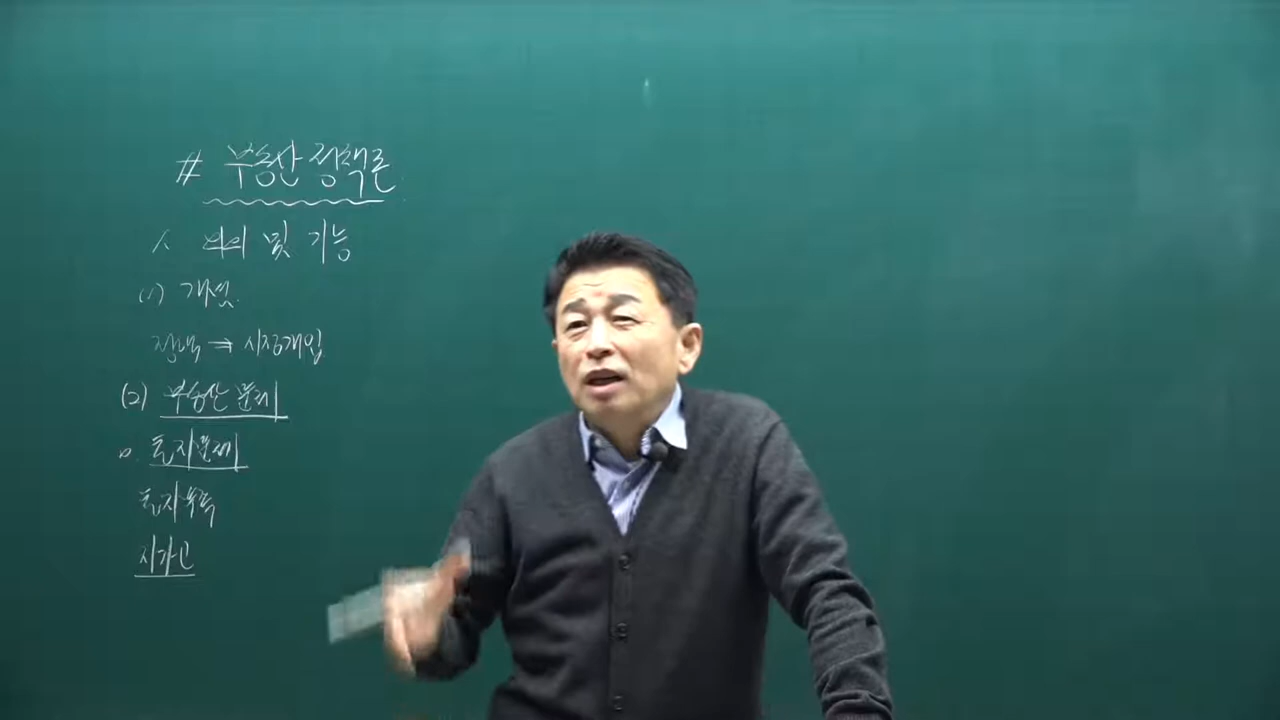 # 부동산 정책론
1. 의의 및 기능
(1) 개념.
정책 ⇒ 시장개입.
(2) 부동산 문제
1). 토지문제
토지부족
지가고